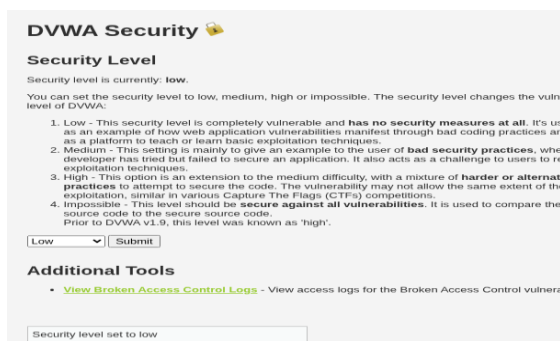 DVWA Security
Security Level
Security level is currently: low.
You can set the security level to low, medium, high or impossible. The security level changes the vuln
level of DVWA:
1. Low - This security level is completely vulnerable and has no security measures at all. It's us
as an example of how web application vulnerabilities manifest through bad coding practices an
as a platform to teach or learn basic exploitation techniques.
2. Medium - This setting is mainly to give an example to the user of bad security practices, whe
developer has tried but failed to secure an application. It also acts as a challenge to users to re
exploitation techniques.
3. High - This option is an extension to the medium difficulty, with a mixture of harder or alternat
practices to attempt to secure the code. The vulnerability may not allow the same extent of the
exploitation, similar in various Capture The Flags (CTFs) competitions.
4. Impossible - This level should be secure against all vulnerabilities. It is used to compare the
source code to the secure source code.
Prior to DVWA v1.9, this level was known as 'high'.
Low Submit
Additional Tools
• View Broken Access Control Logs - View access logs for the Broken Access Control vulnera
Security level set to low